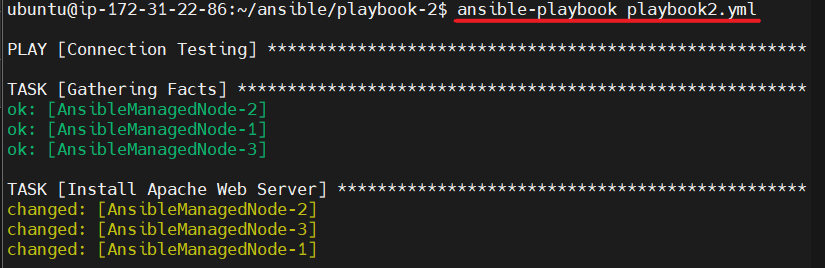 ubuntu@ip-172-31-22-86:~/ansible/playbook-2$ ansible-playbook playbook2.yml
PLAY [Connection Testing] ******************************************************
TASK [Gathering Facts] *********************************************************
ok: [AnsibleManagedNode-2]
ok: [AnsibleManagedNode-1]
ok: [AnsibleManagedNode-3]
TASK [Install Apache Web Server] ***********************************************
changed: [AnsibleManagedNode-2]
changed: [AnsibleManagedNode-3]
changed: [AnsibleManagedNode-1]